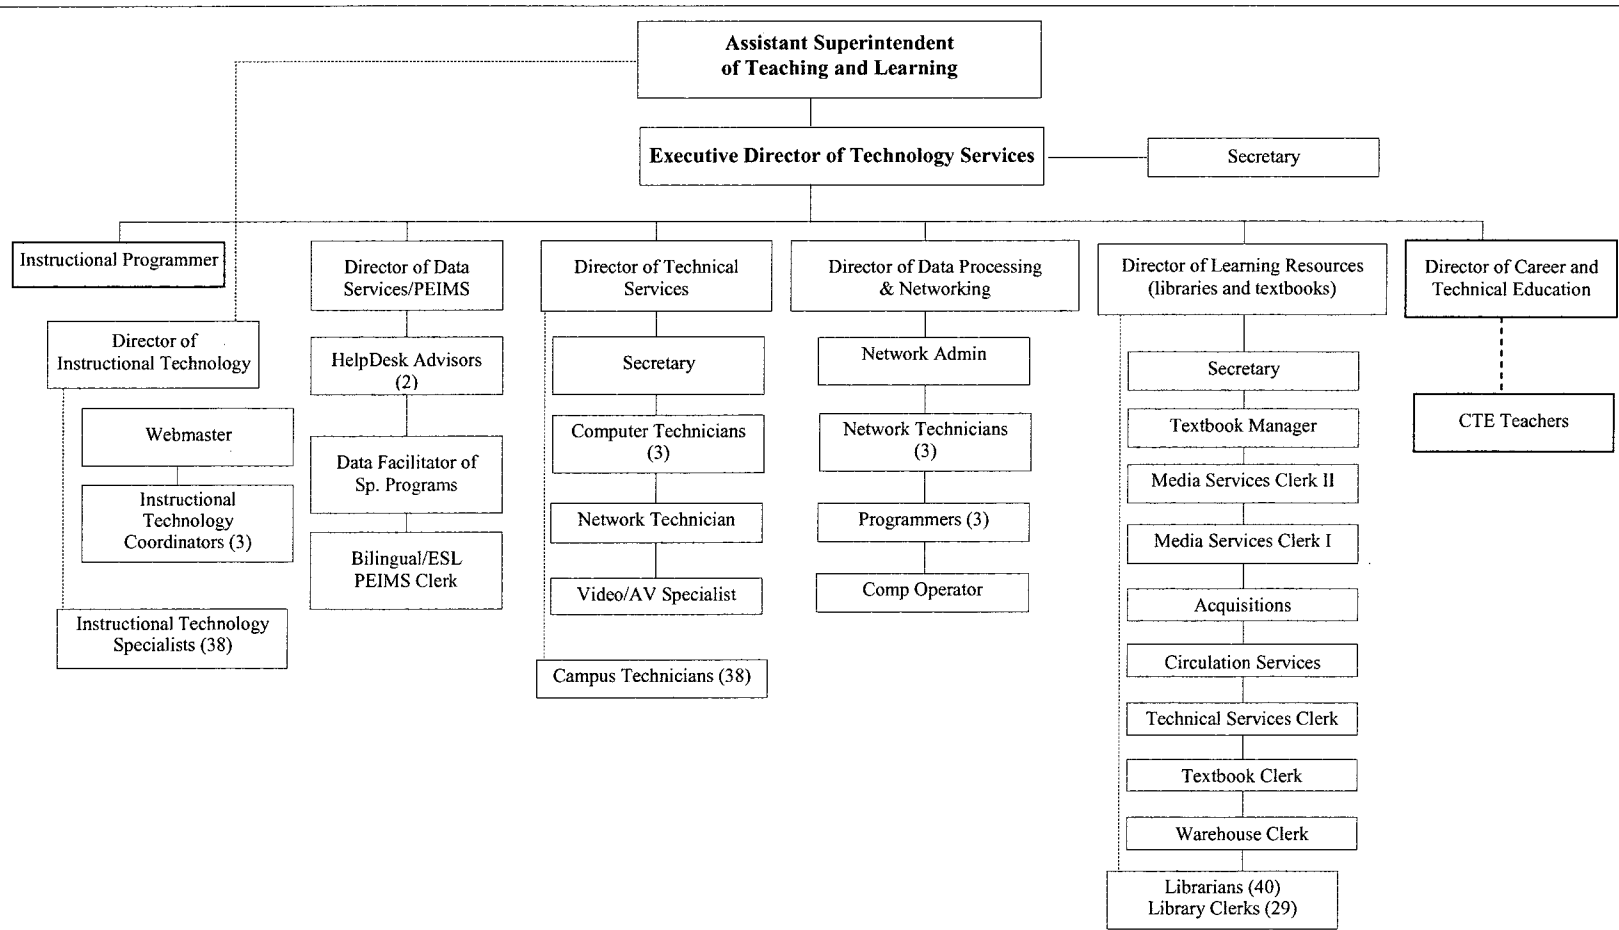 Assistant Superintendent
of Teaching and Learning
Executive Director of Technology Services
Secretary
Instructional Programmer
Director of
Instructional Technology
Webmaster
Instructional
Technology
Coordinators (3)
Instructional Technology
Specialists (38)
Director of Data
Services/PEIMS
HelpDesk Advisors
(2)
Data Facilitator of
Sp. Programs
Bilingual/ESL
PEIMS Clerk
Director of Technical
Services
Secretary
Computer Technicians
(3)
Network Technician
Video/AV Specialist
Campus Technicians (38)
Director of Data Processing
& Networking
Network Admin
Network Technicians
(3)
Programmers (3)
Comp Operator
Director of Learning Resources
(libraries and textbooks)
Secretary
Textbook Manager
Media Services Clerk II
Media Services Clerk I
Acquisitions
Circulation Services
Technical Services Clerk
Textbook Clerk
Warehouse Clerk
Librarians (40)
Library Clerks (29)
Director of Career and
Technical Education
CTE Teachers